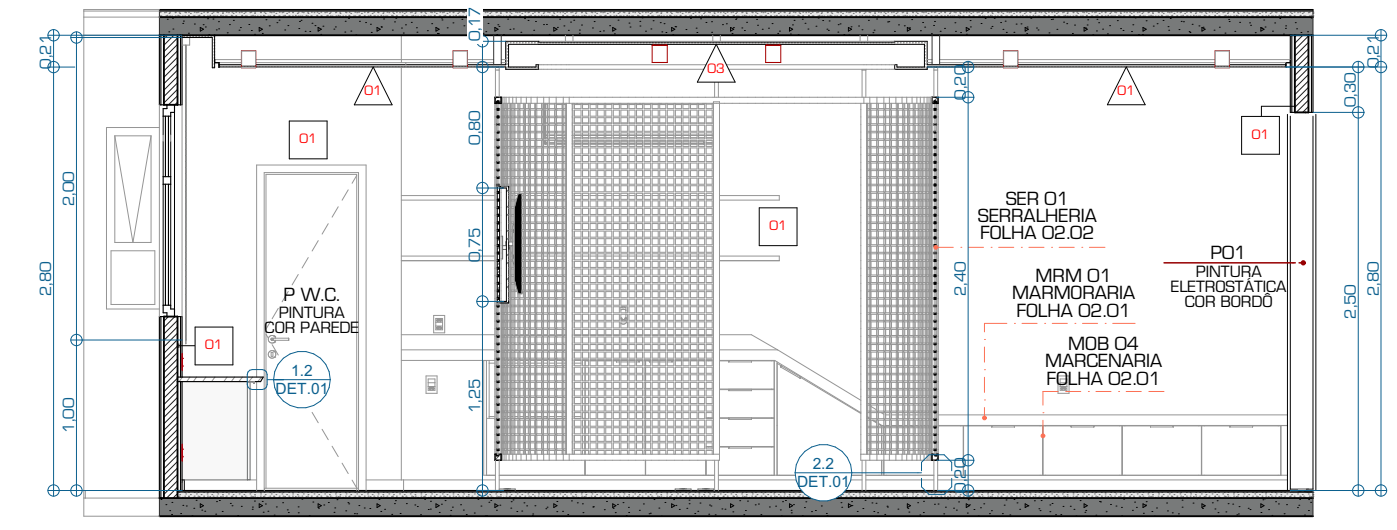 0,21
2,80
2,00
1,00
01
01
01
P W.C.
PINTURA
COR PAREDE
1.2
DET.01
0,17
0,80
0,75
1,25
03
01
2.2
DET.01
0,20
2,40
0,20
SER 01
SERRALHERIA
FOLHA 02.02
MRM 01
MARMORARIA
FOLHA 02.01
MOB 04
MARCENARIA
FOLHA 02.01
01
01
P01
PINTURA
ELETROSTÁTICA
COR BORDÔ
0,30
2,50
0,21
2,80